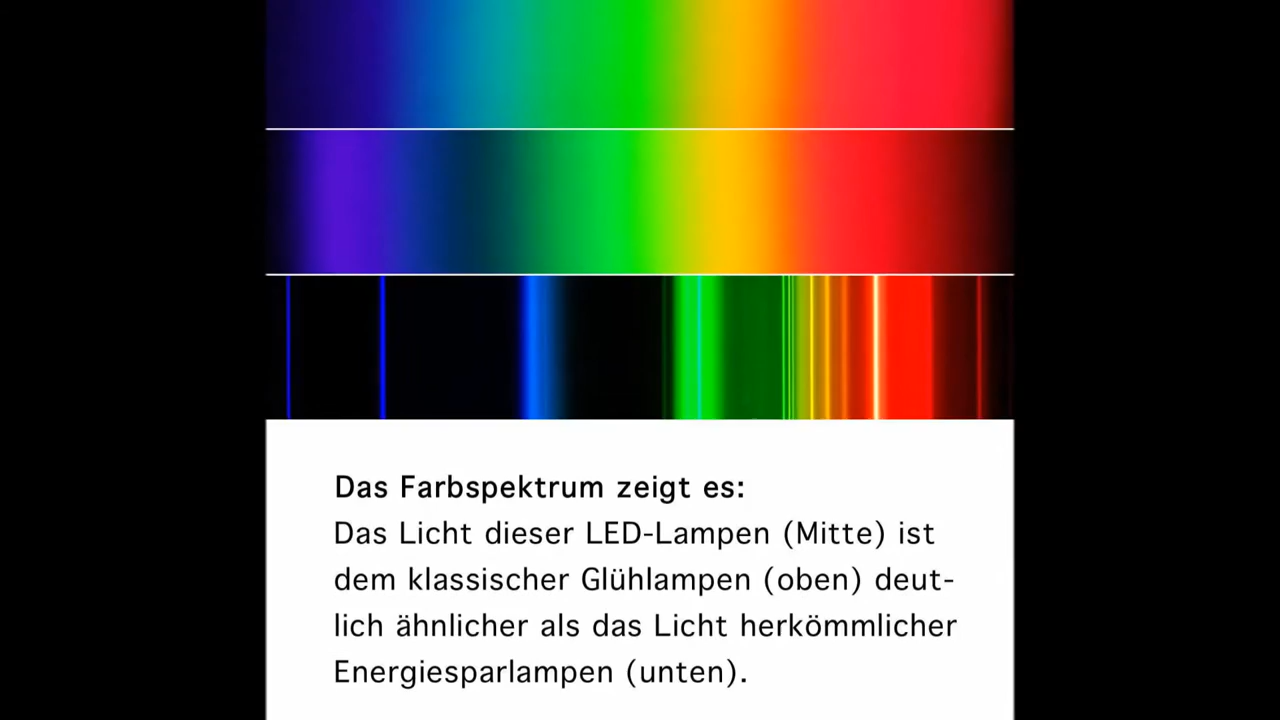 Das Farbspektrum zeigt es:
Das Licht dieser LED-Lampen (Mitte) ist
dem klassischer Glühlampen (oben) deut-
lich ähnlicher als das Licht herkömmlicher
Energiesparlampen (unten).